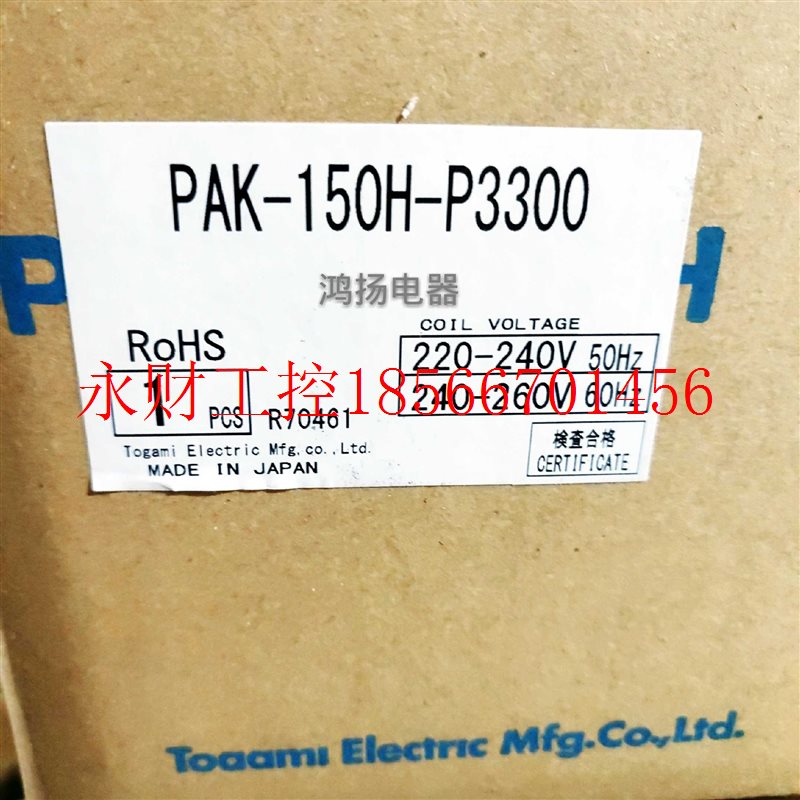 PAK-150H-P3300
P H
鸿扬电器
COIL VOLTAGE
RoHS
220-240V 50Hz
永财工控18566701456
240-260V 60Hz
1 PCS R70461
Togami Electric Mfg.co.,Ltd.
MADE IN JAPAN
検査合格
CERTIFICATE
Togami Electric Mfg.Co.,Ltd.